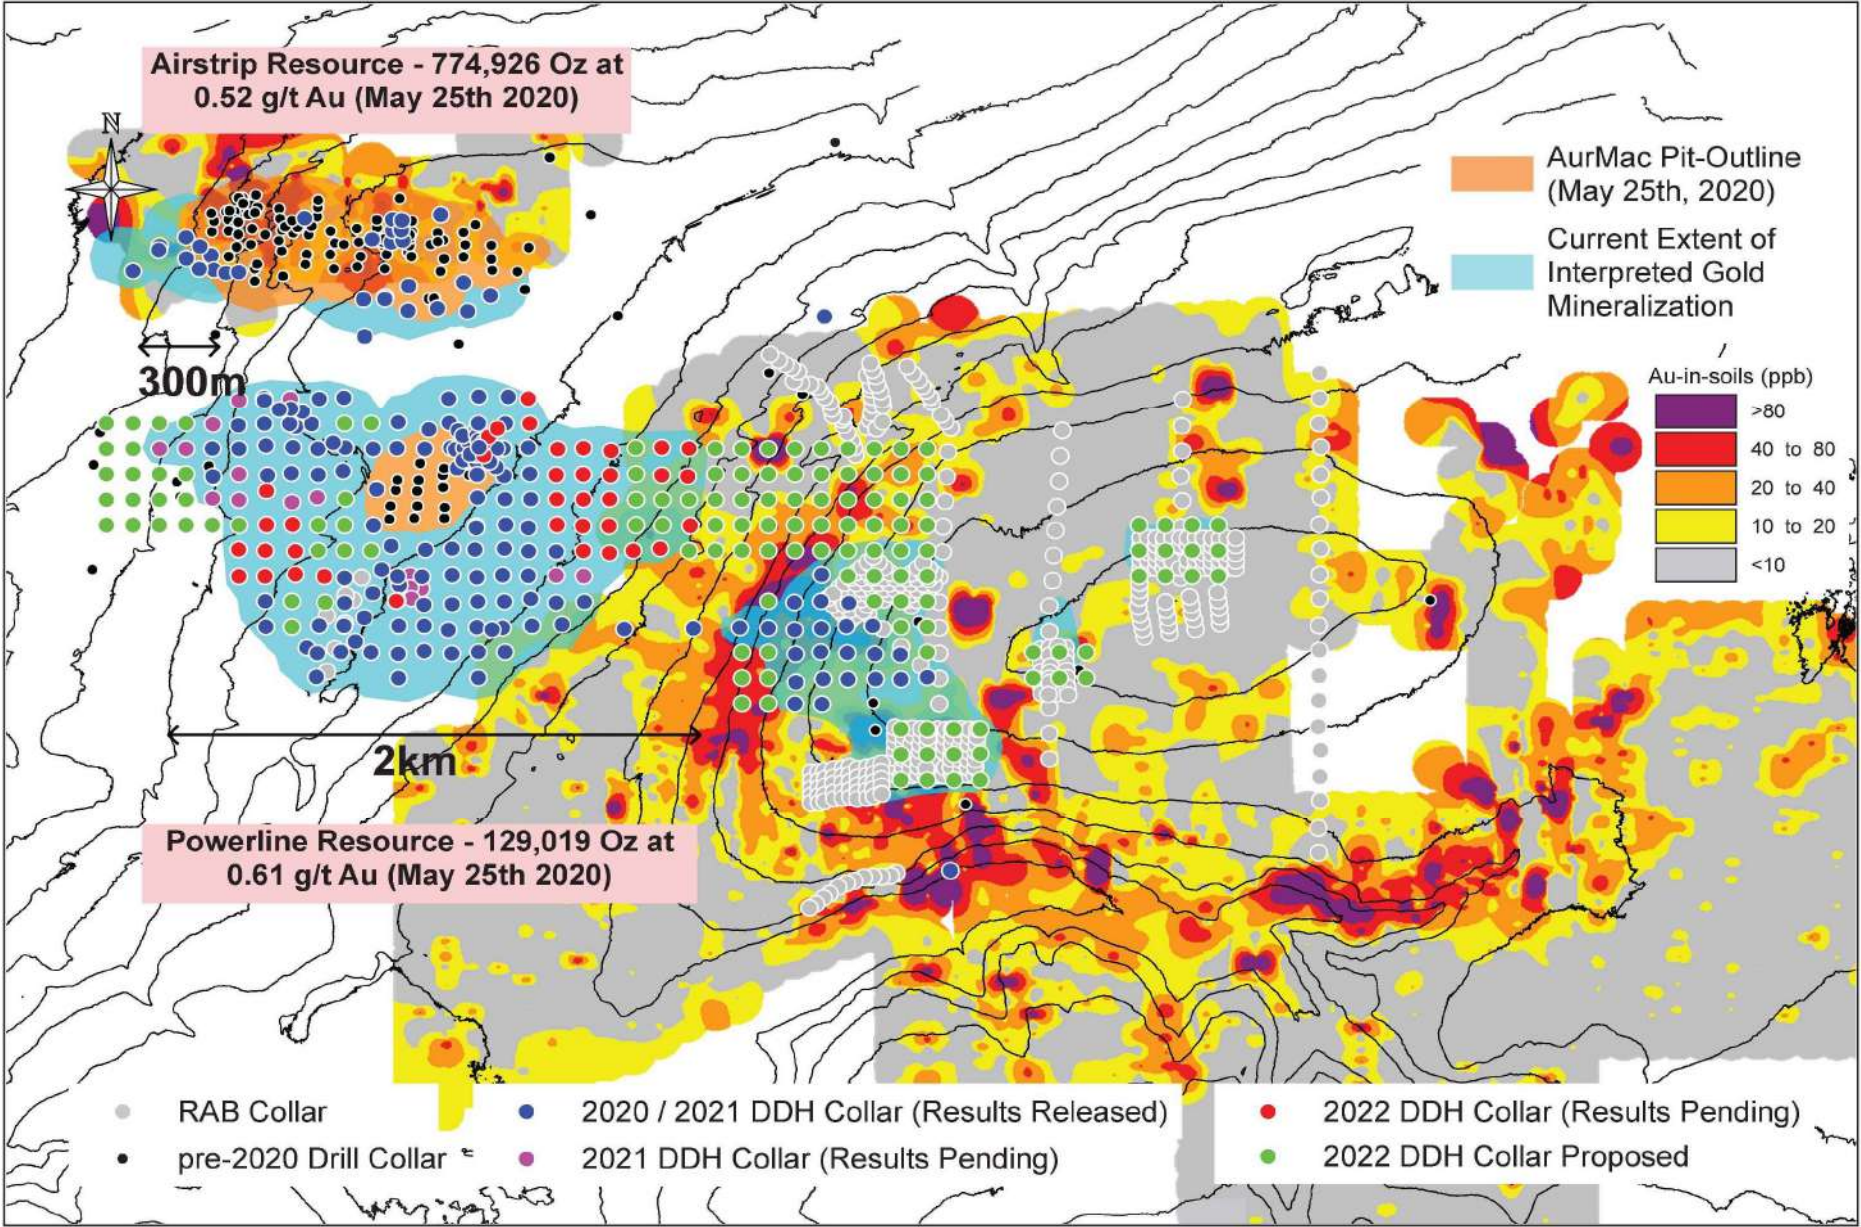 Airstrip Resource - 774,926 Oz at
0.52 g/t Au (May 25th 2020)
N
AurMac Pit-Outline
(May 25th, 2020)
Current Extent of
Interpreted Gold
Mineralization
300m
Au-in-soils (ppb)
>80
40 to 80
20 to 40
10 to 20
<10
2km
Powerline Resource - 129,019 Oz at
0.61 g/t Au (May 25th 2020)
RAB Collar
2020 / 2021 DDH Collar (Results Released)
2022 DDH Collar (Results Pending)
pre-2020 Drill Collar
2021 DDH Collar (Results Pending)
2022 DDH Collar Proposed